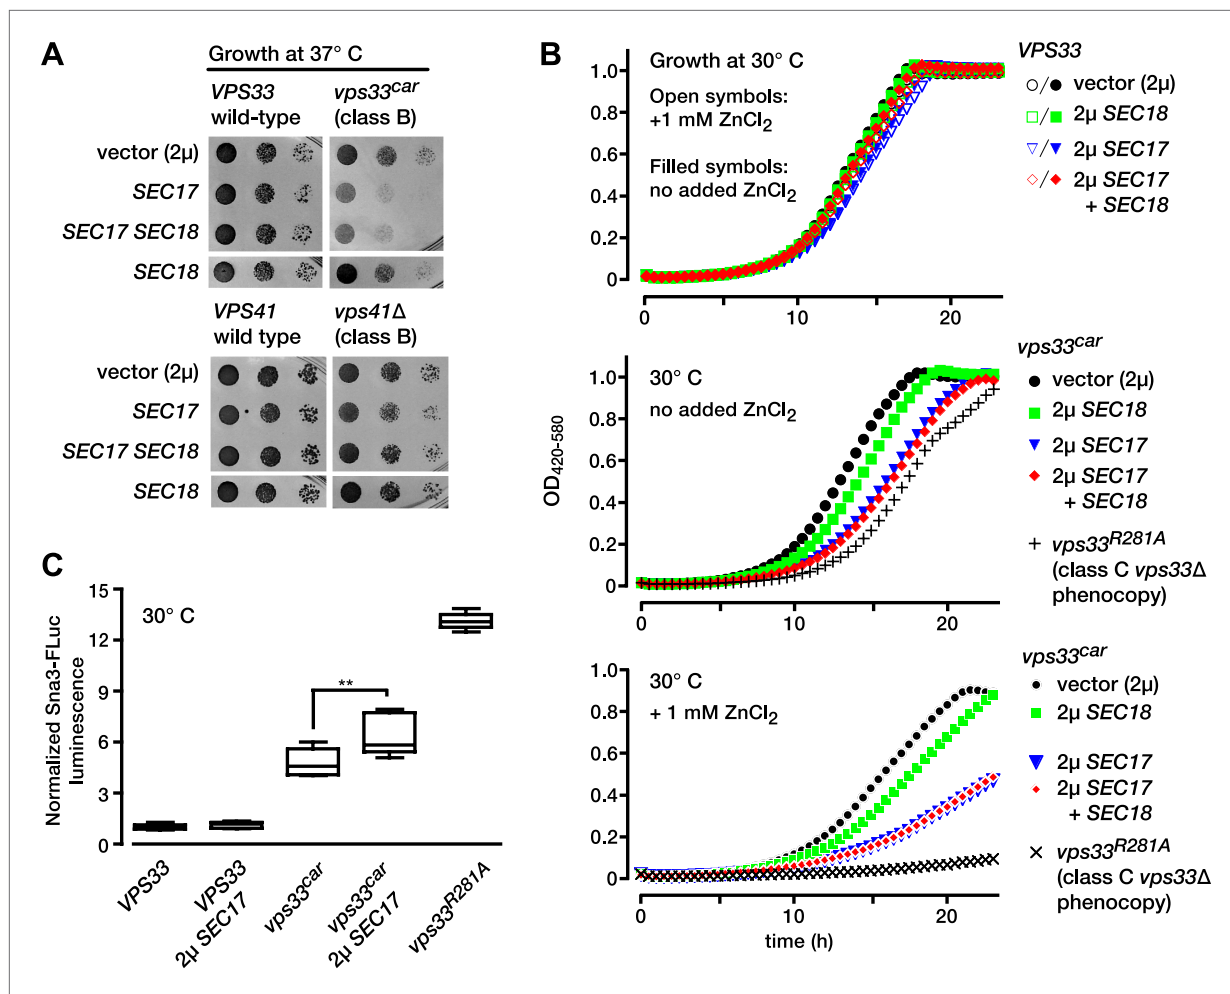 A
Growth at 37° C
VPS33
wild-type
vps33car
(class B)
vector (2µ)
SEC17
SEC17 SEC18
SEC18
VPS41
wild type
vps41Δ
(class B)
vector (2µ)
SEC17
SEC17 SEC18
SEC18
B
Growth at 30° C
Open symbols:
+1 mM ZnCl2
Filled symbols:
no added ZnCl2
1.0
0.8
0.6
0.4
0.2
0
0
10
20
VPS33
/ vector (2µ)
/ 2µ SEC18
/ 2µ SEC17
/ 2µ SEC17
+ SEC18
30° C
no added ZnCl2
OD420-580
1.0
0.8
0.6
0.4
0.2
0
0
10
20
vps33car
vector (2µ)
2µ SEC18
2µ SEC17
2µ SEC17
+ SEC18
vps33R281A
(class C vps33Δ
phenocopy)
30° C
+ 1 mM ZnCl2
1.0
0.8
0.6
0.4
0.2
0
0
10
20
time (h)
vps33car
vector (2µ)
2µ SEC18
2µ SEC17
2µ SEC17
+ SEC18
vps33R281A
(class C vps33Δ
phenocopy)
C
30° C
Normalized Sna3-FLuc
luminescence
15
12
9
6
3
0
**
VPS33
VPS33
2µ SEC17
vps33car
vps33car
2µ SEC17
vps33R281A